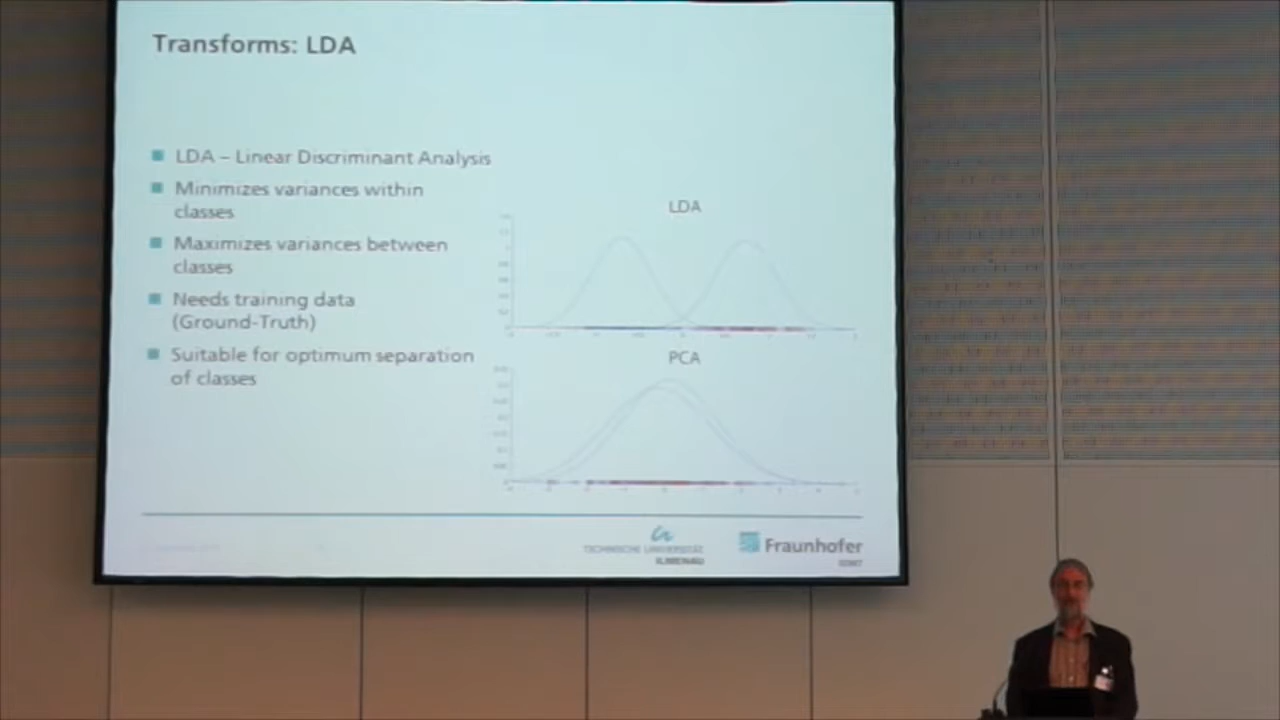 Transforms: LDA
LDA – Linear Discriminant Analysis
Minimizes variances within
classes
Maximizes variances between
classes
Needs training data
(Ground-Truth)
Suitable for optimum separation
of classes
LDA
PCA
TECHNISCHE UNIVERSITÄT
ILMENAU
Fraunhofer
IDMT